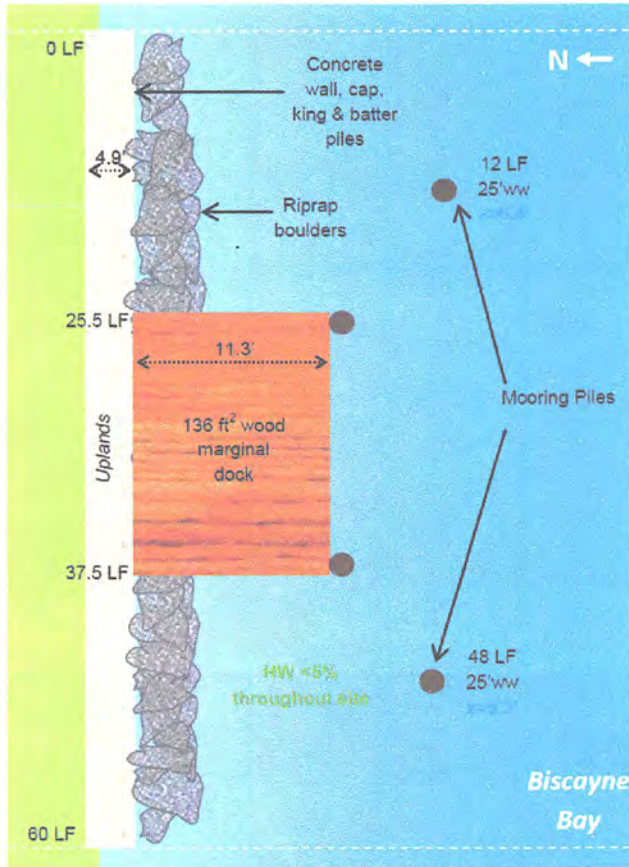 0 LF
N
Concrete
wall, cap,
king & batter
piles
4.9'
12 LF
25'ww
Riprap
boulders
25.5 LF
11.3'
Mooring Piles
136 ft² wood
marginal
dock
Uplands
37.5 LF
HW <5%
throughout site
48 LF
25'ww
Biscayne
Bay
60 LF